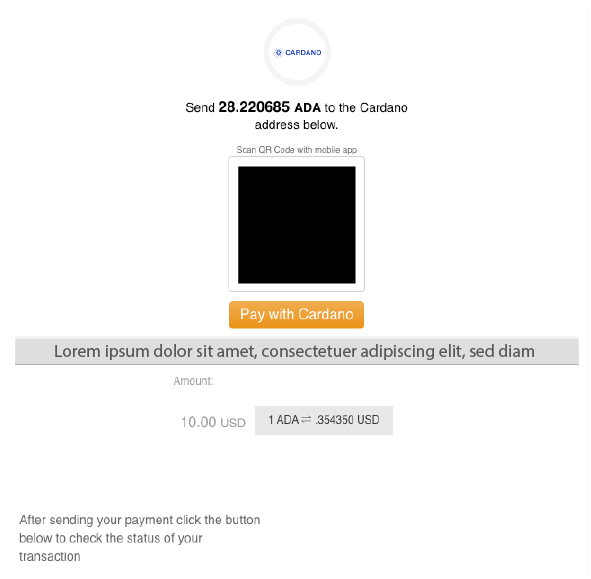 CARDANO
Send 28.220685 ADA to the Cardano
address below.
Scan QR Code with mobile app
Pay with Cardano
Lorem ipsum dolor sit amet, consectetuer adipiscing elit, sed diam
Amount:
10.00 USD 1 ADA ⇌ .354350 USD
After sending your payment click the button
below to check the status of your
transaction